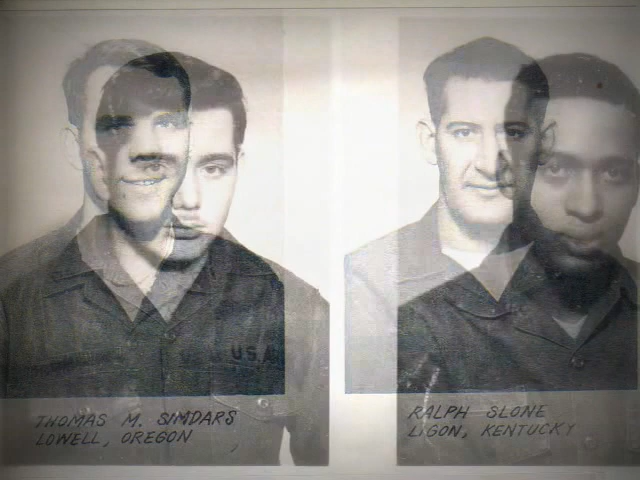 THOMAS M. SIMDARS
LOWELL, OREGON
RALPH SLONE
LIGON, KENTUCKY
U.S.A